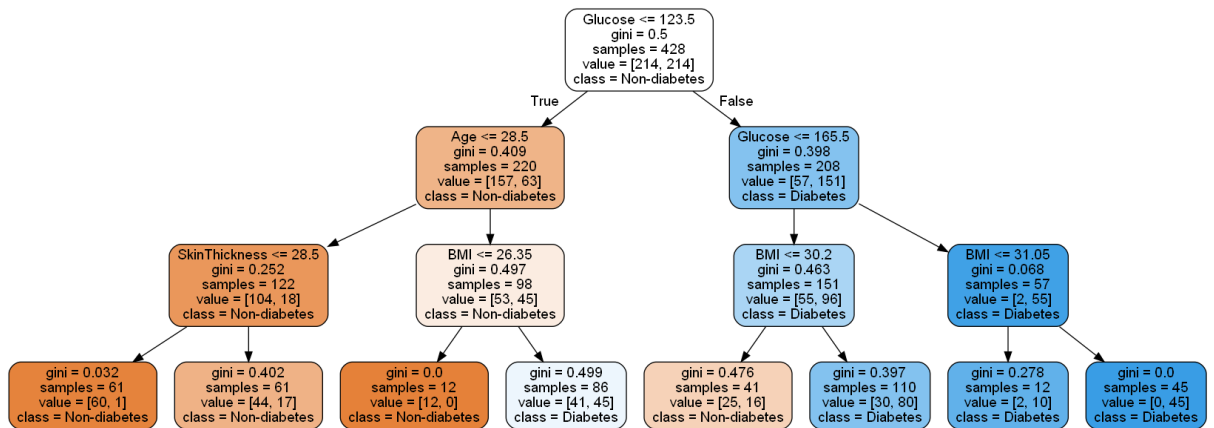 Glucose <= 123.5
gini = 0.5
samples = 428
value = [214, 214]
class = Non-diabetes
True
False
Age <= 28.5
gini = 0.409
samples = 220
value = [157, 63]
class = Non-diabetes
Glucose <= 165.5
gini = 0.398
samples = 208
value = [57, 151]
class = Diabetes
SkinThickness <= 28.5
gini = 0.252
samples = 122
value = [104, 18]
class = Non-diabetes
BMI <= 26.35
gini = 0.497
samples = 98
value = [53, 45]
class = Non-diabetes
BMI <= 30.2
gini = 0.463
samples = 151
value = [55, 96]
class = Diabetes
BMI <= 31.05
gini = 0.068
samples = 57
value = [2, 55]
class = Diabetes
gini = 0.032
samples = 61
value = [60, 1]
class = Non-diabetes
gini = 0.402
samples = 61
value = [44, 17]
class = Non-diabetes
gini = 0.0
samples = 12
value = [12, 0]
class = Non-diabetes
gini = 0.499
samples = 86
value = [41, 45]
class = Diabetes
gini = 0.476
samples = 41
value = [25, 16]
class = Non-diabetes
gini = 0.397
samples = 110
value = [30, 80]
class = Diabetes
gini = 0.278
samples = 12
value = [2, 10]
class = Diabetes
gini = 0.0
samples = 45
value = [0, 45]
class = Diabetes